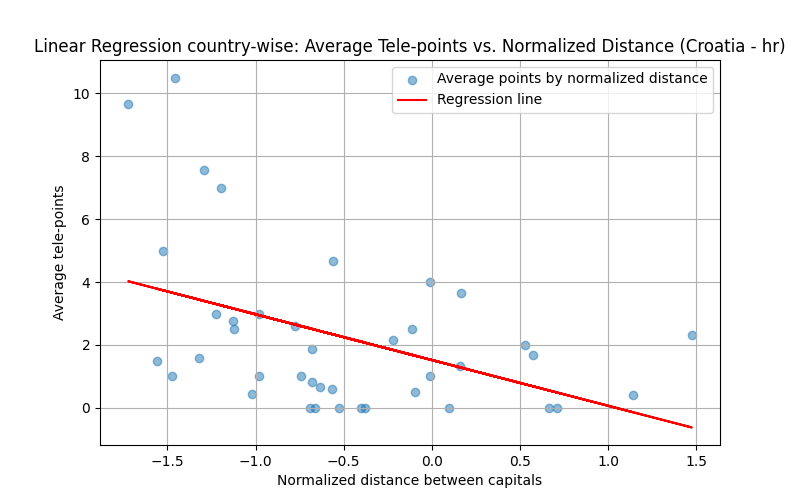 Linear Regression country-wise: Average Tele-points vs. Normalized Distance (Croatia - hr)
Average points by normalized distance
Regression line
Average tele-points
10
8
6
4
2
0
−1.5 −1.0 −0.5 0.0 0.5 1.0 1.5
Normalized distance between capitals